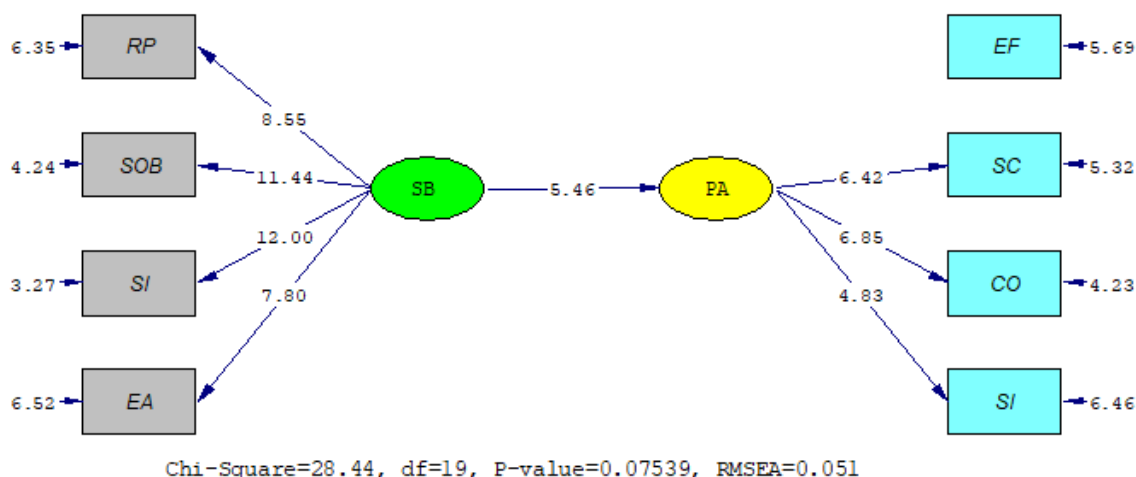 6.35 RP EF 5.69
8.55
4.24 SOB 11.44 SB 5.46 PA 6.42 SC 5.32
12.00 6.85
3.27 SI 7.80 4.83 CO 4.23
6.52 EA SI 6.46
Chi-Square=28.44, df=19, P-value=0.07539, RMSEA=0.051